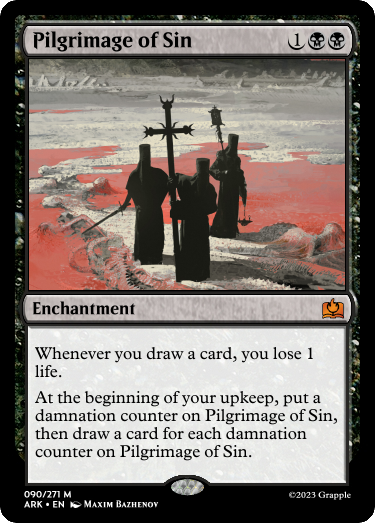 Pilgrimage of Sin 1
Enchantment
Whenever you draw a card, you lose 1
life.
At the beginning of your upkeep, put a
damnation counter on Pilgrimage of Sin,
then draw a card for each damnation
counter on Pilgrimage of Sin.
090/271 M
ARK • EN Maxim Bazhenov
©2023 Grapple